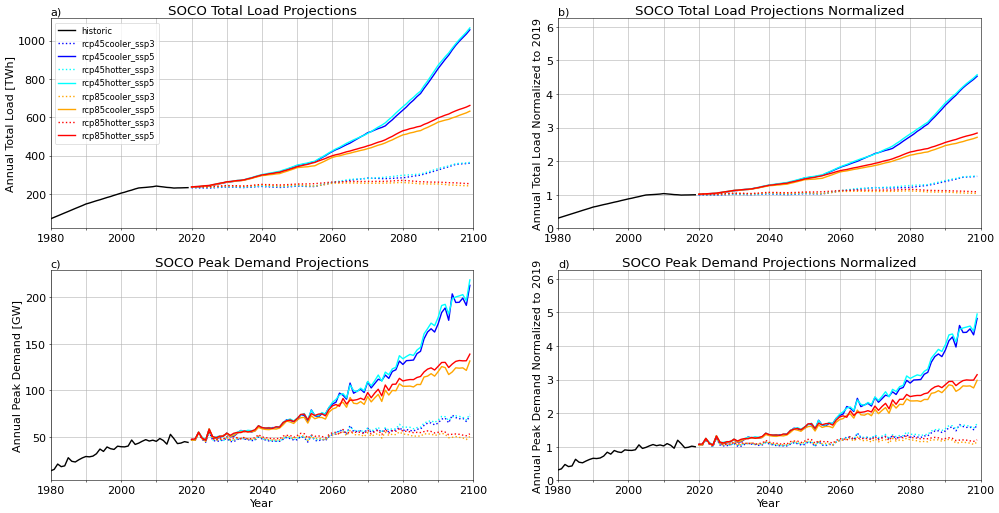 a)
SOCO Total Load Projections
Annual Total Load [TWh]
1000
800
600
400
200
historic
rcp45cooler_ssp3
rcp45cooler_ssp5
rcp45hotter_ssp3
rcp45hotter_ssp5
rcp85cooler_ssp3
rcp85cooler_ssp5
rcp85hotter_ssp3
rcp85hotter_ssp5
1980 2000 2020 2040 2060 2080 2100
b)
SOCO Total Load Projections Normalized
Annual Total Load Normalized to 2019
6
5
4
3
2
1
0
1980 2000 2020 2040 2060 2080 2100
c)
SOCO Peak Demand Projections
Annual Peak Demand [GW]
200
150
100
50
1980 2000 2020 2040 2060 2080 2100
Year
d)
SOCO Peak Demand Projections Normalized
Annual Peak Demand Normalized to 2019
6
5
4
3
2
1
0
1980 2000 2020 2040 2060 2080 2100
Year